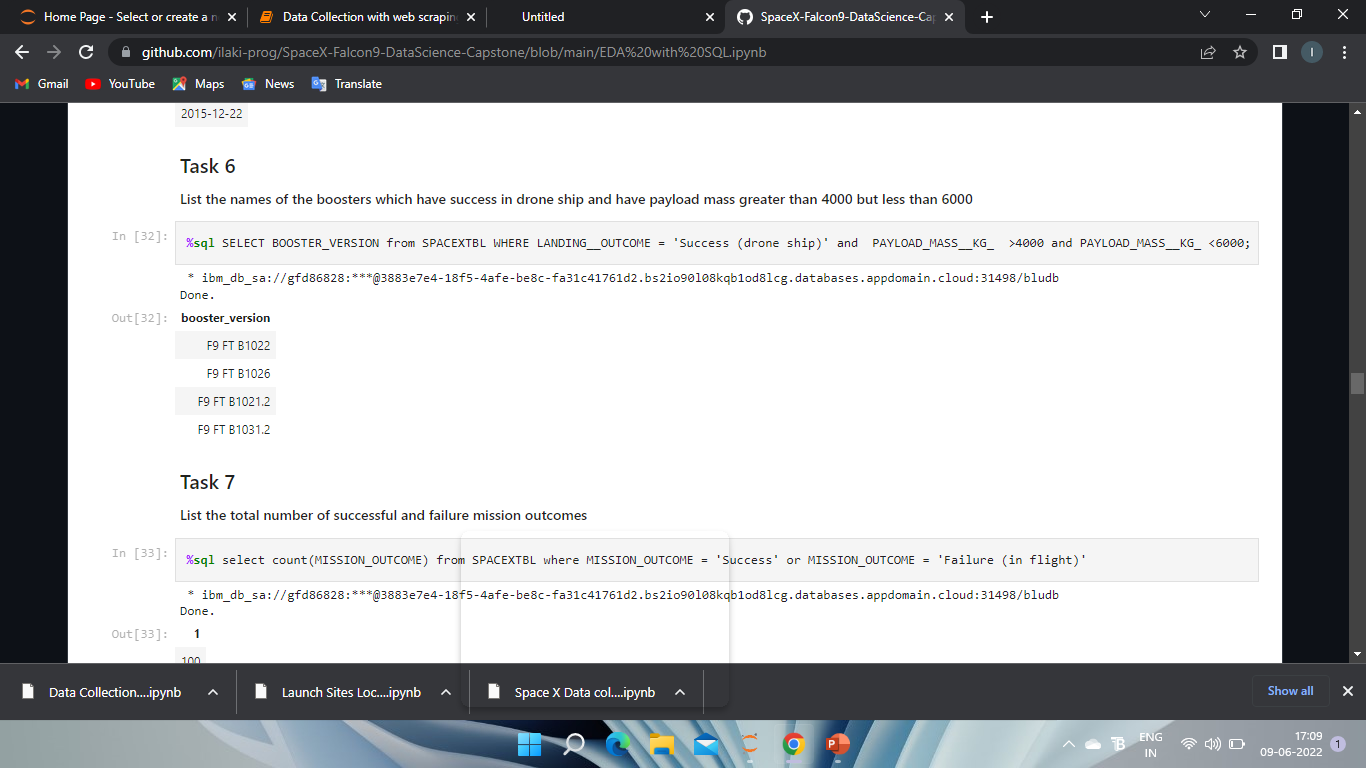 Home Page - Select or create a n
Data Collection with web scraping
Untitled
SpaceX-Falcon9-DataScience-Cap
github.com/ilaki-prog/SpaceX-Falcon9-DataScience-Capstone/blob/main/EDA%20with%20SQL.ipynb
I
Gmail
YouTube
Maps
News
Translate
2015-12-22
Task 6
List the names of the boosters which have success in drone ship and have payload mass greater than 4000 but less than 6000
In [32]: %sql SELECT BOOSTER_VERSION from SPACEXTBL WHERE LANDING__OUTCOME = 'Success (drone ship)' and  PAYLOAD_MASS__KG_  >4000 and PAYLOAD_MASS__KG_ <6000;
* ibm_db_sa://gfd86828:***@3883e7e4-18f5-4afe-be8c-fa31c41761d2.bs2io90l08kqb1od8lcg.databases.appdomain.cloud:31498/bludb
Done.
Out[32]: booster_version
F9 FT B1022
F9 FT B1026
F9 FT B1021.2
F9 FT B1031.2
Task 7
List the total number of successful and failure mission outcomes
In [33]: %sql select count(MISSION_OUTCOME) from SPACEXTBL where MISSION_OUTCOME = 'Success' or MISSION_OUTCOME = 'Failure (in flight)'
* ibm_db_sa://gfd86828:***@3883e7e4-18f5-4afe-be8c-fa31c41761d2.bs2io90l08kqb1od8lcg.databases.appdomain.cloud:31498/bludb
Done.
Out[33]: 1
100
Data Collection....ipynb
Launch Sites Loc....ipynb
Space X Data col....ipynb
Show all
ENG
IN
17:09
09-06-2022
1